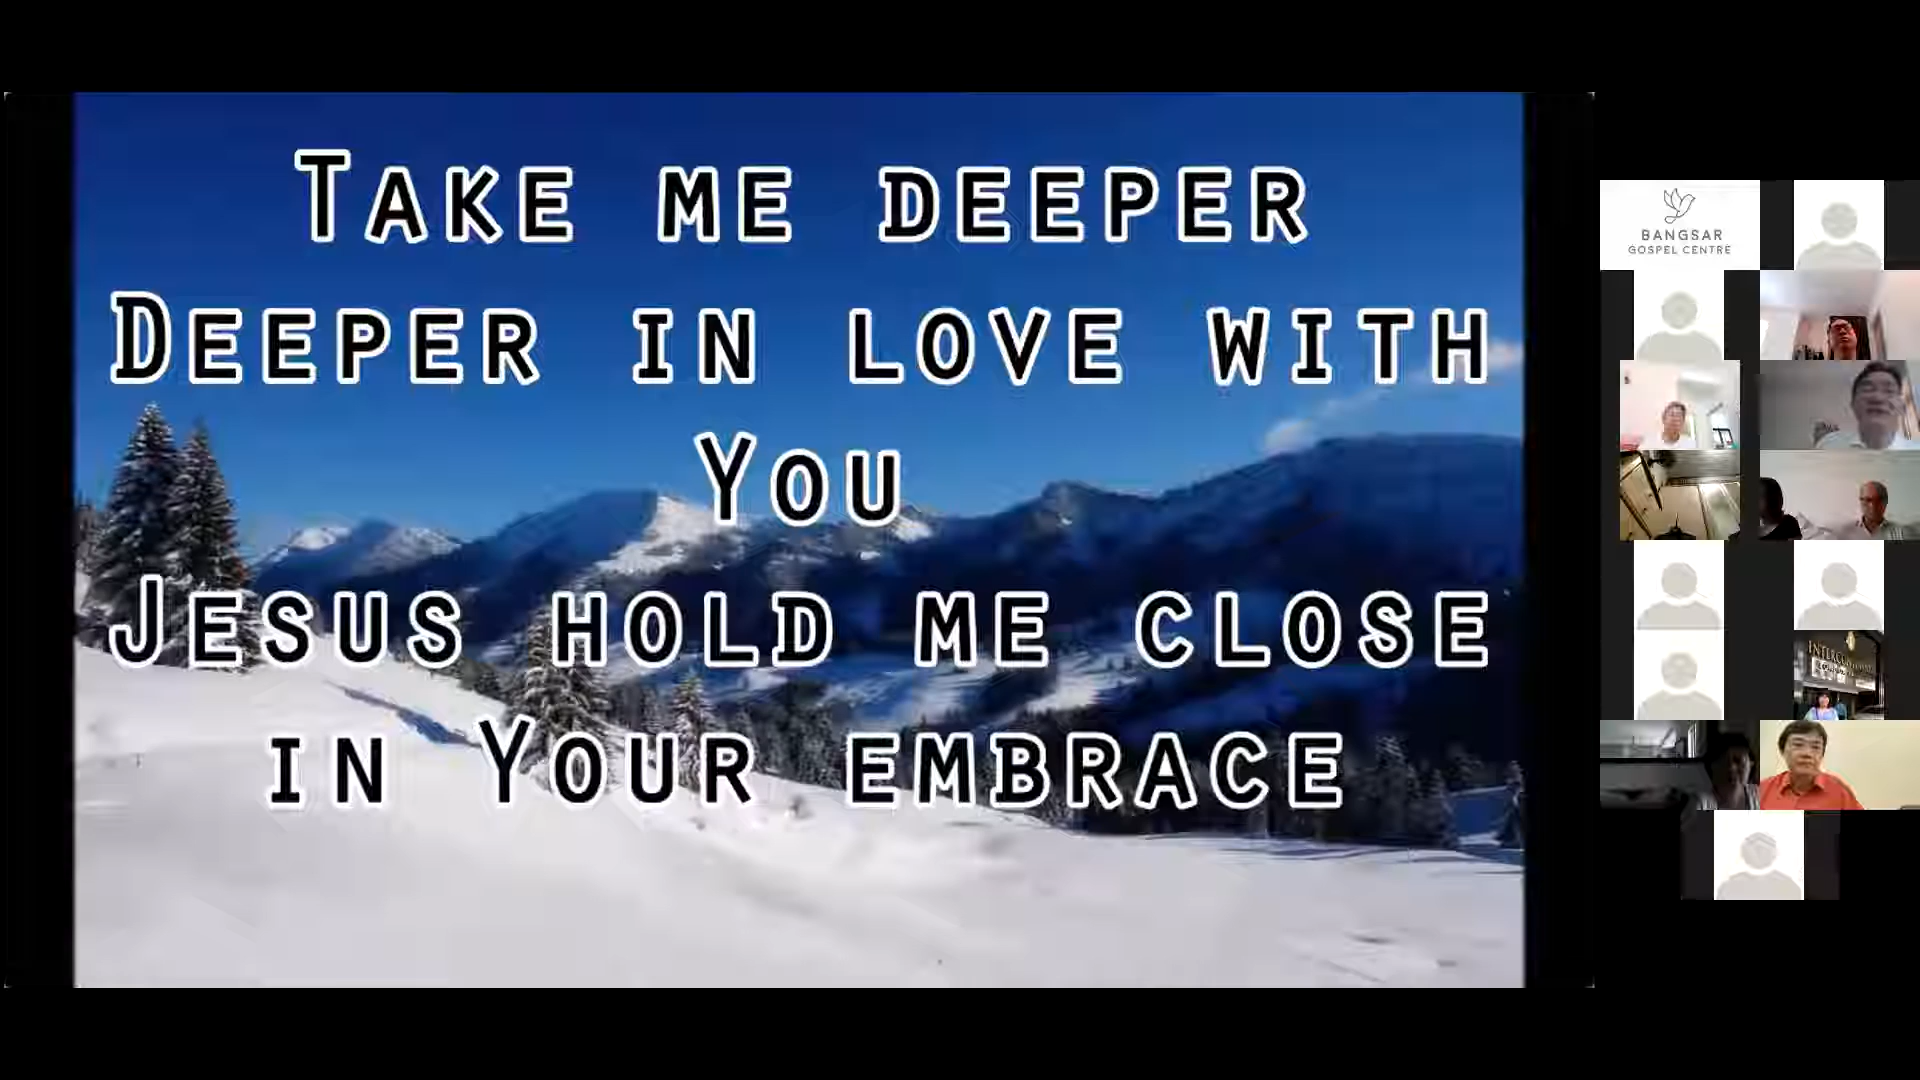 Take me deeper
Deeper in love with
You
Jesus hold me close
in Your embrace
BANGSAR
GOSPEL CENTRE